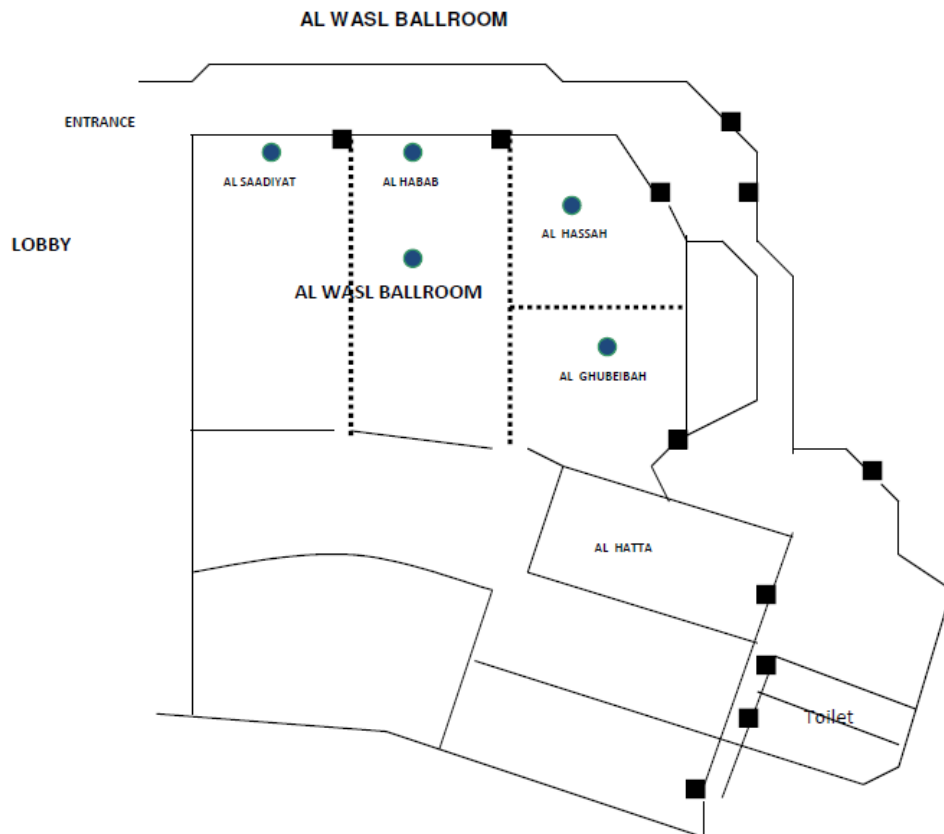 AL WASL BALLROOM
ENTRANCE
AL SAADIYAT
AL HABAB
AL HASSAH
LOBBY
AL WASL BALLROOM
AL GHUBEIBAH
AL HATTA
Toilet